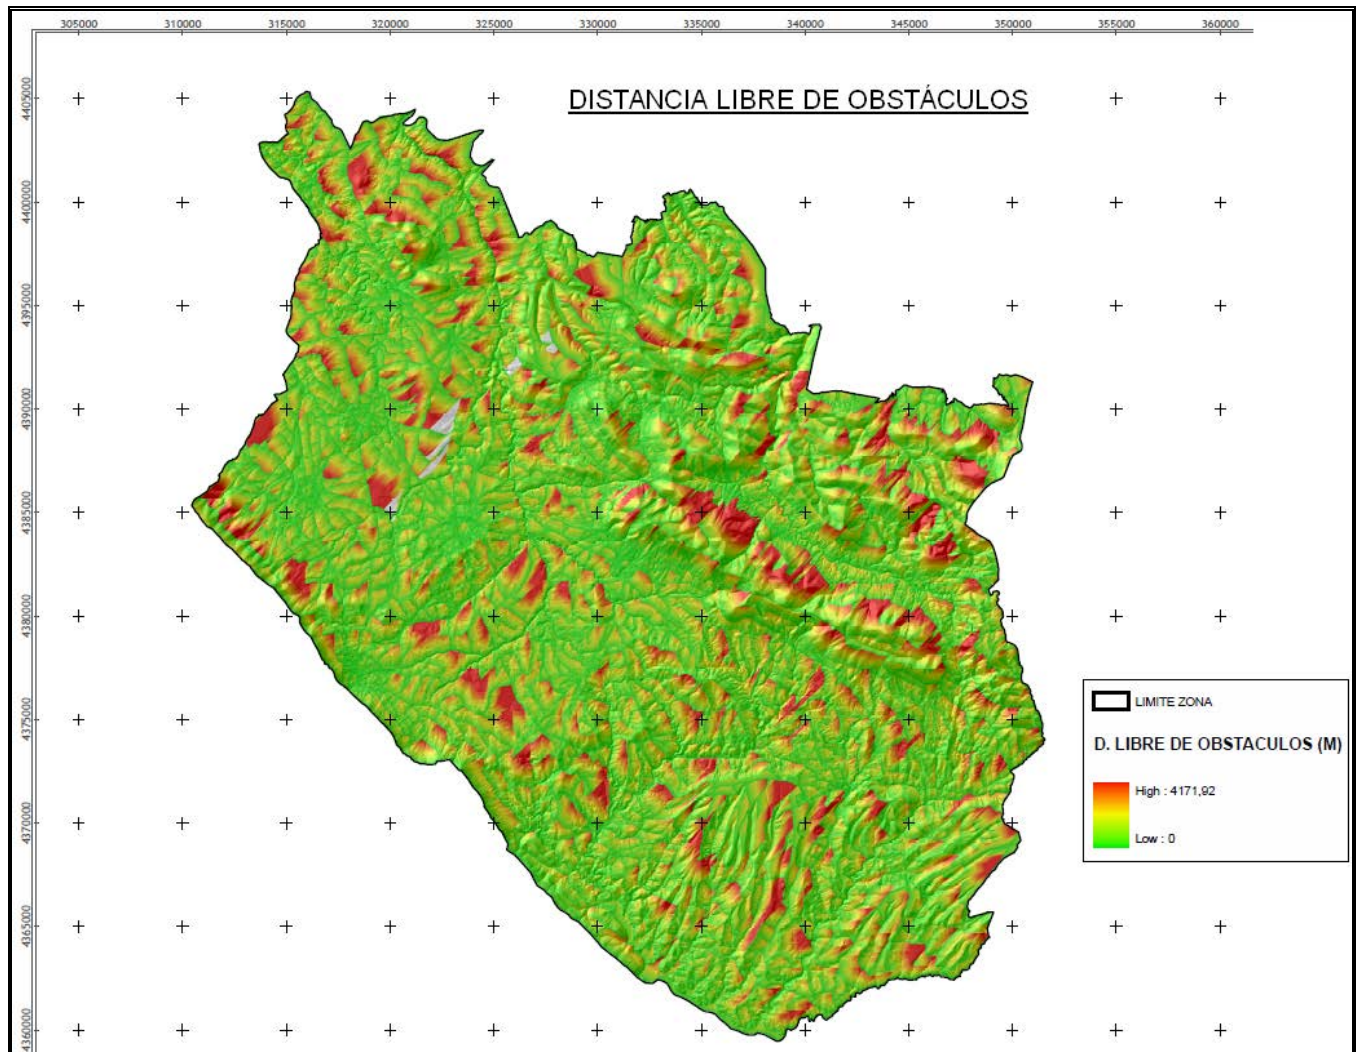 305000 310000 315000 320000 325000 330000 335000 340000 345000 350000 355000 360000
DISTANCIA LIBRE DE OBSTÁCULOS
4405000
4400000
4395000
4390000
4385000
4380000
4375000
4370000
4365000
4360000
LIMITE ZONA
D. LIBRE DE OBSTACULOS (M)
High : 4171,92
Low : 0